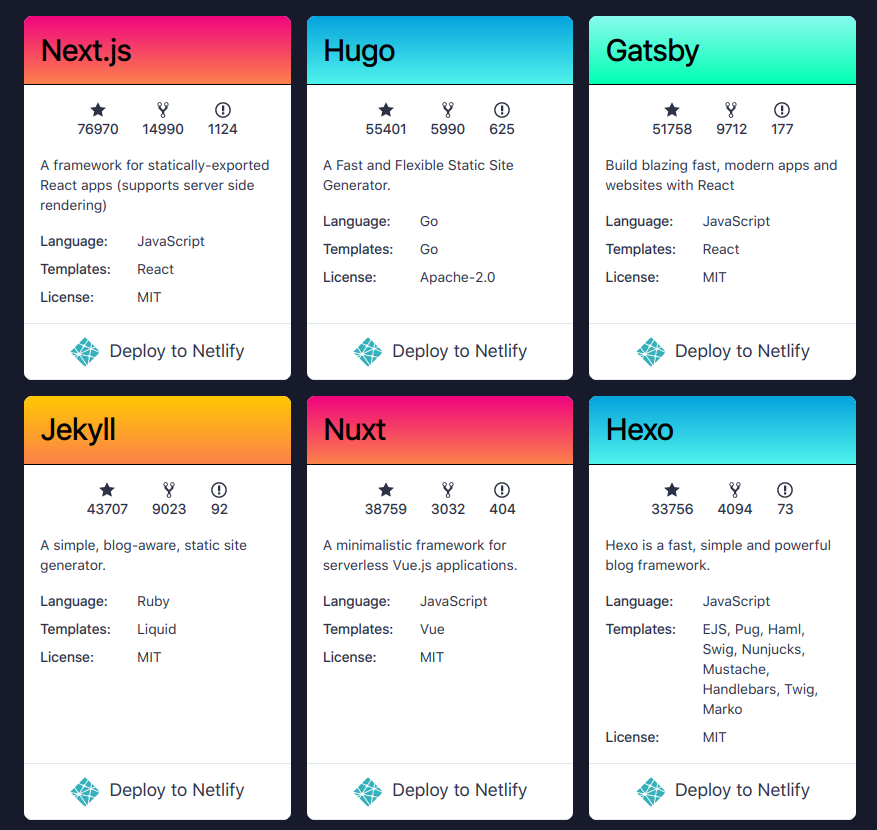 Next.js
76970 14990 1124
A framework for statically-exported
React apps (supports server side
rendering)
Language: JavaScript
Templates: React
License: MIT
Deploy to Netlify
Hugo
55401 5990 625
A Fast and Flexible Static Site
Generator.
Language: Go
Templates: Go
License: Apache-2.0
Deploy to Netlify
Gatsby
51758 9712 177
Build blazing fast, modern apps and
websites with React
Language: JavaScript
Templates: React
License: MIT
Deploy to Netlify
Jekyll
43707 9023 92
A simple, blog-aware, static site
generator.
Language: Ruby
Templates: Liquid
License: MIT
Deploy to Netlify
Nuxt
38759 3032 404
A minimalistic framework for
serverless Vue.js applications.
Language: JavaScript
Templates: Vue
License: MIT
Deploy to Netlify
Hexo
33756 4094 73
Hexo is a fast, simple and powerful
blog framework.
Language: JavaScript
Templates: EJS, Pug, Haml,
Swig, Nunjucks,
Mustache,
Handlebars, Twig,
Marko
License: MIT
Deploy to Netlify